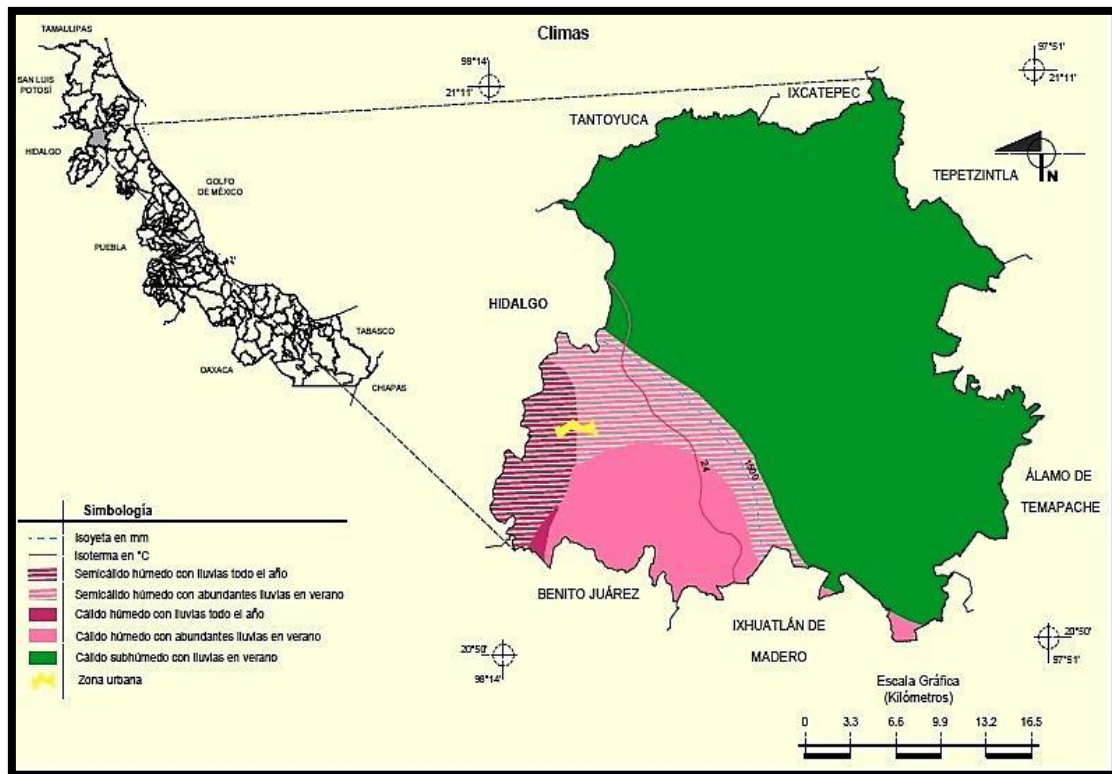 Climas
TAMAULIPAS
SAN LUIS
POTOSÍ
HIDALGO
GOLFO
DE MÉXICO
PUEBLA
TABASCO
OAXACA
CHIAPAS
98°14'
21°11'
97°51'
21°11'
IXCATEPEC
TANTOYUCA
TEPETZINTLA
N
HIDALGO
24
1500
ÁLAMO DE
TEMAPACHE
BENITO JUÁREZ
IXHUATLÁN DE
MADERO
20°50'
98°14'
20°50'
97°51'
Simbología
Isoyeta en mm
Isoterma en °C
Semicálido húmedo con lluvias todo el año
Semicálido húmedo con abundantes lluvias en verano
Cálido húmedo con lluvias todo el año
Cálido húmedo con abundantes lluvias en verano
Cálido subhúmedo con lluvias en verano
Zona urbana
Escala Gráfica
(Kilómetros)
0 3.3 6.6 9.9 13.2 16.5